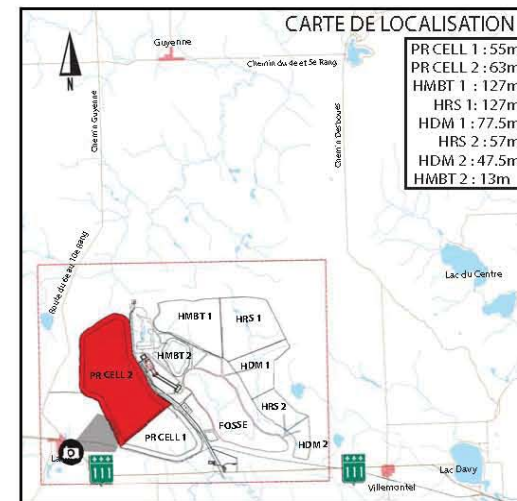 CARTE DE LOCALISATION
PR CELL 1 : 55m
PR CELL 2 : 63m
HMBT 1 : 127m
HRS 1 : 127m
HDM 1 : 77.5m
HRS 2 : 57m
HDM 2 : 47.5m
HMBT 2 : 13m
Guyenne
Chemin du 4e et 5e Rang
N
Chemin Guyenne
Chemin Desboues
Route du 6e au 10e Rang
Lac du Centre
HMBT 1
HRS 1
HMBT 2
HDM 1
PR CELL 2
HRS 2
FOSSE
PR CELL 1
HDM 2
111
111
Villemontel
Lac Davy